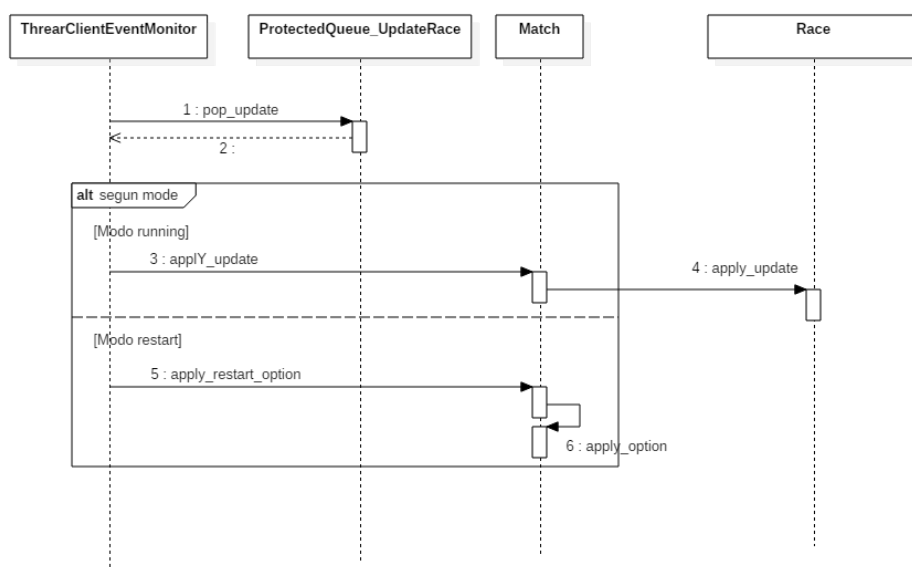 ThrearClientEventMonitor
ProtectedQueue_UpdateRace
Match
Race
1 : pop_update
2 :
alt segun mode
[Modo running]
3 : applY_update
4 : apply_update
[Modo restart]
5 : apply_restart_option
6 : apply_option